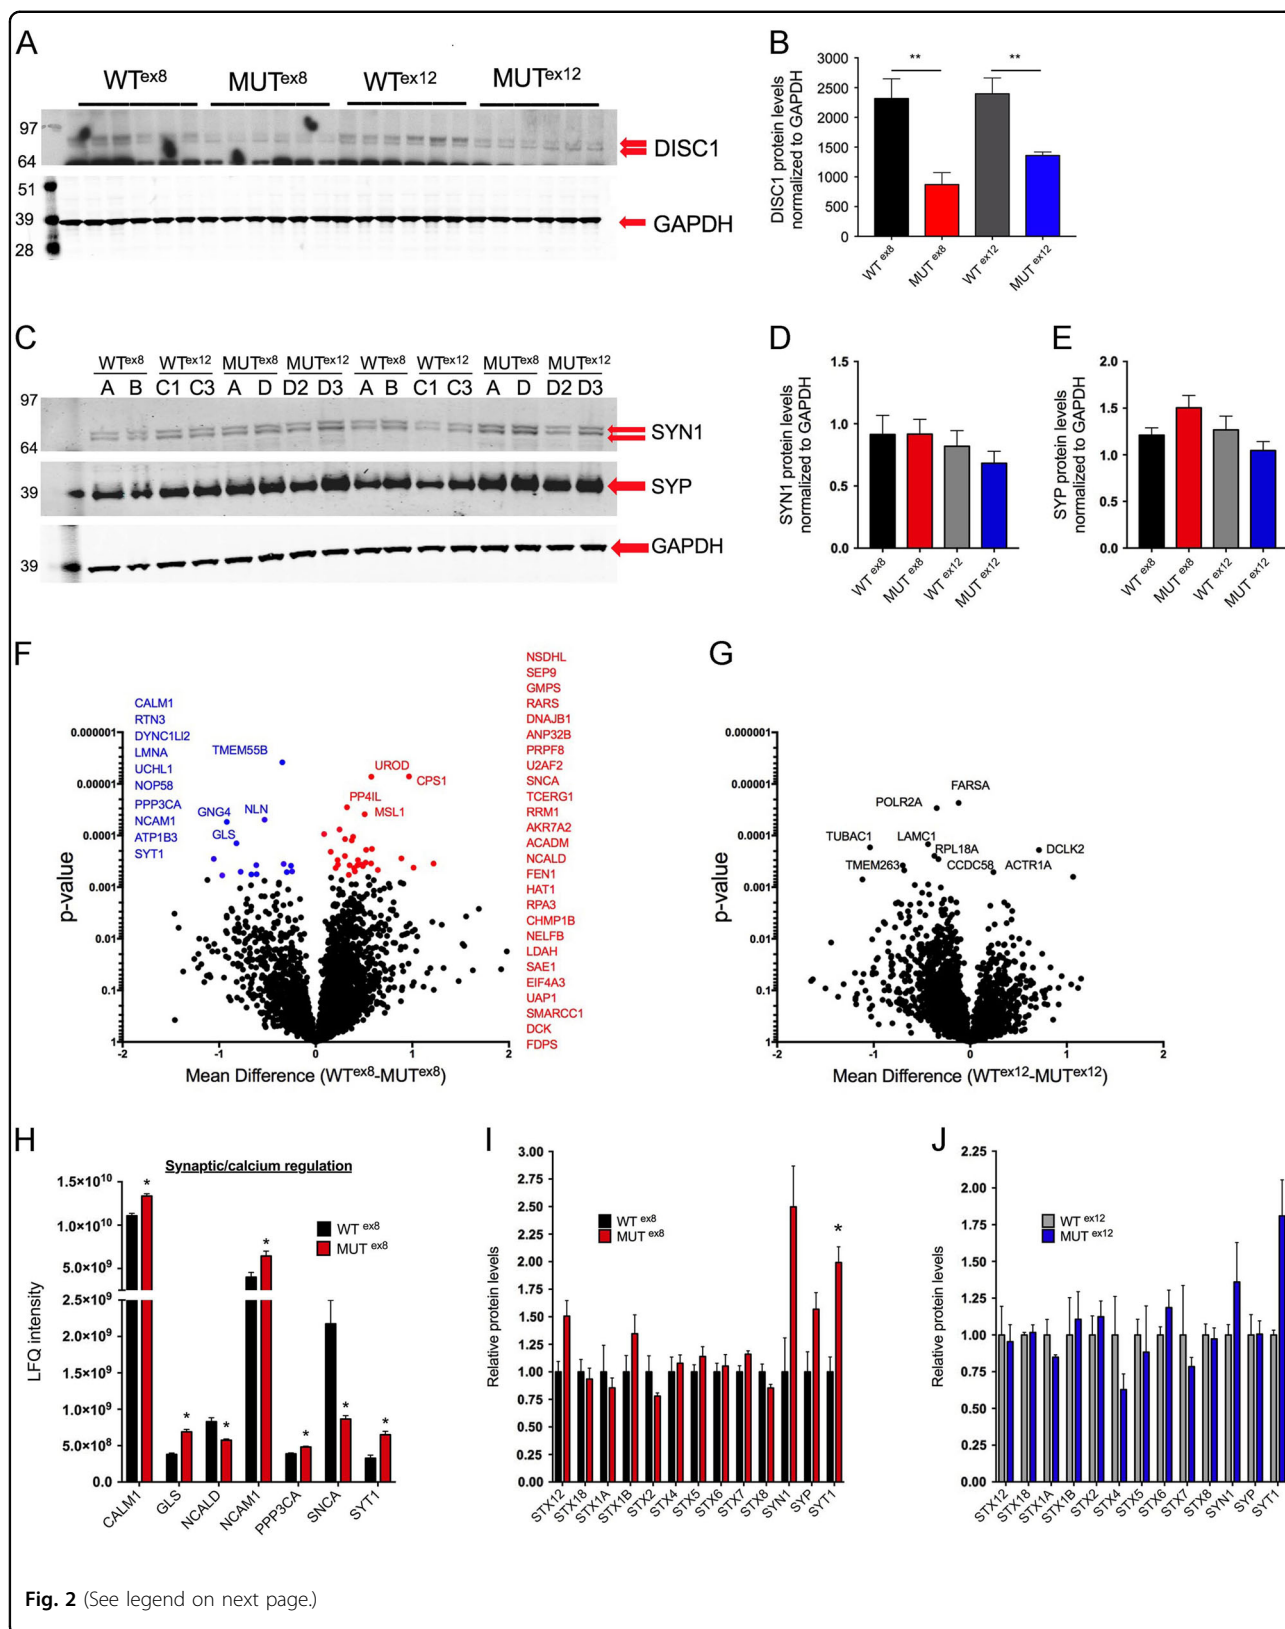 A
WTex8 MUTex8 WTex12 MUTex12
97
64
DISC1
51
39
28
GAPDH
B
DISC1 protein levels
normalized to GAPDH
3000
2500
2000
1500
1000
500
0
** **
WT ex8 MUT ex8 WT ex12 MUT ex12
C
WTex8 WTex12 MUTex8 MUTex12 WTex8 WTex12 MUTex8 MUTex12
A B C1 C3 A D D2 D3 A B C1 C3 A D D2 D3
97
64
SYN1
39
SYP
39
GAPDH
D
SYN1 protein levels
normalized to GAPDH
1.5
1.0
0.5
0.0
WT ex8 MUT ex8 WT ex12 MUT ex12
E
SYP protein levels
normalized to GAPDH
2.0
1.5
1.0
0.5
0.0
WT ex8 MUT ex8 WT ex12 MUT ex12
F
CALM1
RTN3
DYNC1LI2
LMNA
UCHL1
NOP58
PPP3CA
NCAM1
ATP1B3
SYT1
TMEM55B
GNG4
NLN
GLS
UROD
CPS1
PP4IL
MSL1
NSDHL
SEP9
GMPS
RARS
DNAJB1
ANP32B
PRPF8
U2AF2
SNCA
TCERG1
RRM1
AKR7A2
ACADM
NCALD
FEN1
HAT1
RPA3
CHMP1B
NELFB
LDAH
SAE1
EIF4A3
UAP1
SMARCC1
DCK
FDPS
p-value
0.000001
0.00001
0.0001
0.001
0.01
0.1
1
-2 -1 0 1 2
Mean Difference (WTex8-MUTex8)
G
p-value
0.000001
0.00001
0.0001
0.001
0.01
0.1
1
FARSA
POLR2A
TUBAC1
LAMC1
RPL18A
DCLK2
TMEM263
CCDC58
ACTR1A
-2 -1 0 1 2
Mean Difference (WTex12-MUTex12)
H
Synaptic/calcium regulation
LFQ intensity
1.5×10 10
1.0×10 10
5.0×10 9
2.5×10 9
2.0×10 9
1.5×10 9
1.0×10 9
5.0×10 8
0.0
WT ex8
MUT ex8
* * * * * * *
CALM1 GLS NCALD NCAM1 PPP3CA SNCA SYT1
I
Relative protein levels
3.00
2.75
2.50
2.25
2.00
1.75
1.50
1.25
1.00
0.75
0.50
0.25
0.00
WT ex8
MUT ex8
*
STX12 STX18 STX1A STX1B STX2 STX4 STX5 STX6 STX7 STX8 SYN1 SYP SYT1
J
Relative protein levels
2.25
2.00
1.75
1.50
1.25
1.00
0.75
0.50
0.25
0.00
WT ex12
MUT ex12
STX12 STX18 STX1A STX1B STX2 STX4 STX5 STX6 STX7 STX8 SYN1 SYP SYT1
Fig. 2 (See legend on next page.)